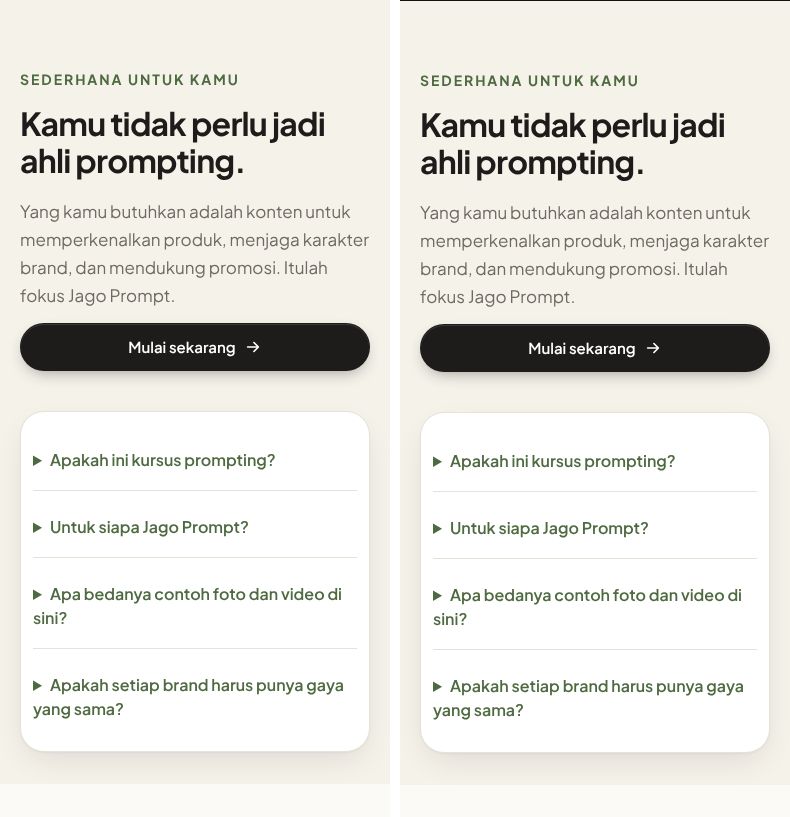 SEDERHANA UNTUK KAMU
Kamu tidak perlu jadi
ahli prompting.
Yang kamu butuhkan adalah konten untuk
memperkenalkan produk, menjaga karakter
brand, dan mendukung promosi. Itulah
fokus Jago Prompt.
Mulai sekarang →
▶ Apakah ini kursus prompting?
▶ Untuk siapa Jago Prompt?
▶ Apa bedanya contoh foto dan video di
sini?
▶ Apakah setiap brand harus punya gaya
yang sama?
SEDERHANA UNTUK KAMU
Kamu tidak perlu jadi
ahli prompting.
Yang kamu butuhkan adalah konten untuk
memperkenalkan produk, menjaga karakter
brand, dan mendukung promosi. Itulah
fokus Jago Prompt.
Mulai sekarang →
▶ Apakah ini kursus prompting?
▶ Untuk siapa Jago Prompt?
▶ Apa bedanya contoh foto dan video di
sini?
▶ Apakah setiap brand harus punya gaya
yang sama?